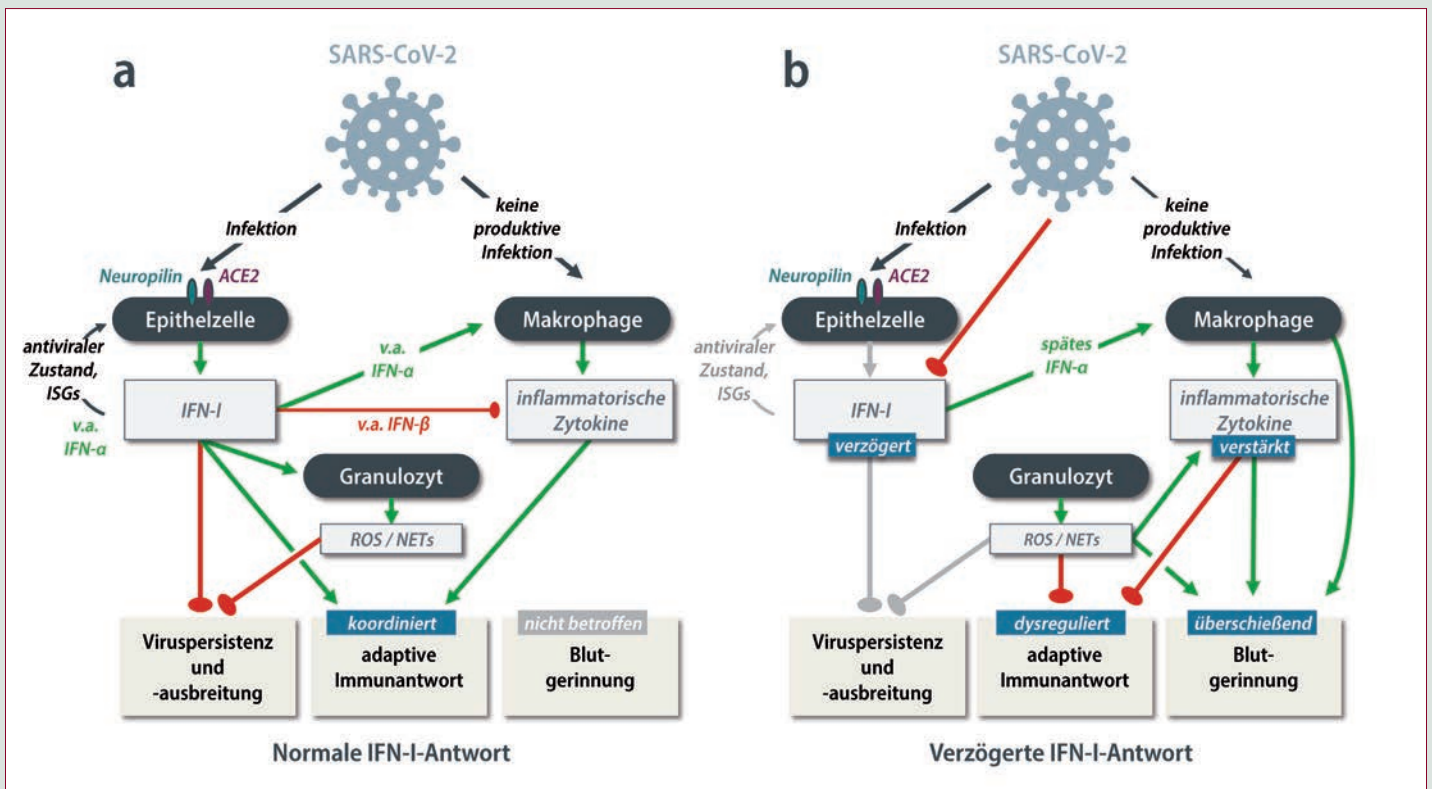 a
SARS-CoV-2
Infektion
keine
produktive
Infektion
Neuropilin
ACE2
Epithelzelle
Makrophage
antiviraler
Zustand,
ISGs
v.a.
IFN-α
v.a.
IFN-α
IFN-I
v.a. IFN-β
inflammatorische
Zytokine
Granulozyt
ROS / NETs
koordiniert
nicht betroffen
Viruspersistenz
und
-ausbreitung
adaptive
Immunantwort
Blut-
gerinnung
Normale IFN-I-Antwort
b
SARS-CoV-2
Infektion
keine
produktive
Infektion
Neuropilin
ACE2
Epithelzelle
Makrophage
antiviraler
Zustand,
ISGs
spätes
IFN-α
IFN-I
verzögert
inflammatorische
Zytokine
verstärkt
Granulozyt
ROS / NETs
dysreguliert
überschießend
Viruspersistenz
und
-ausbreitung
adaptive
Immunantwort
Blut-
gerinnung
Verzögerte IFN-I-Antwort